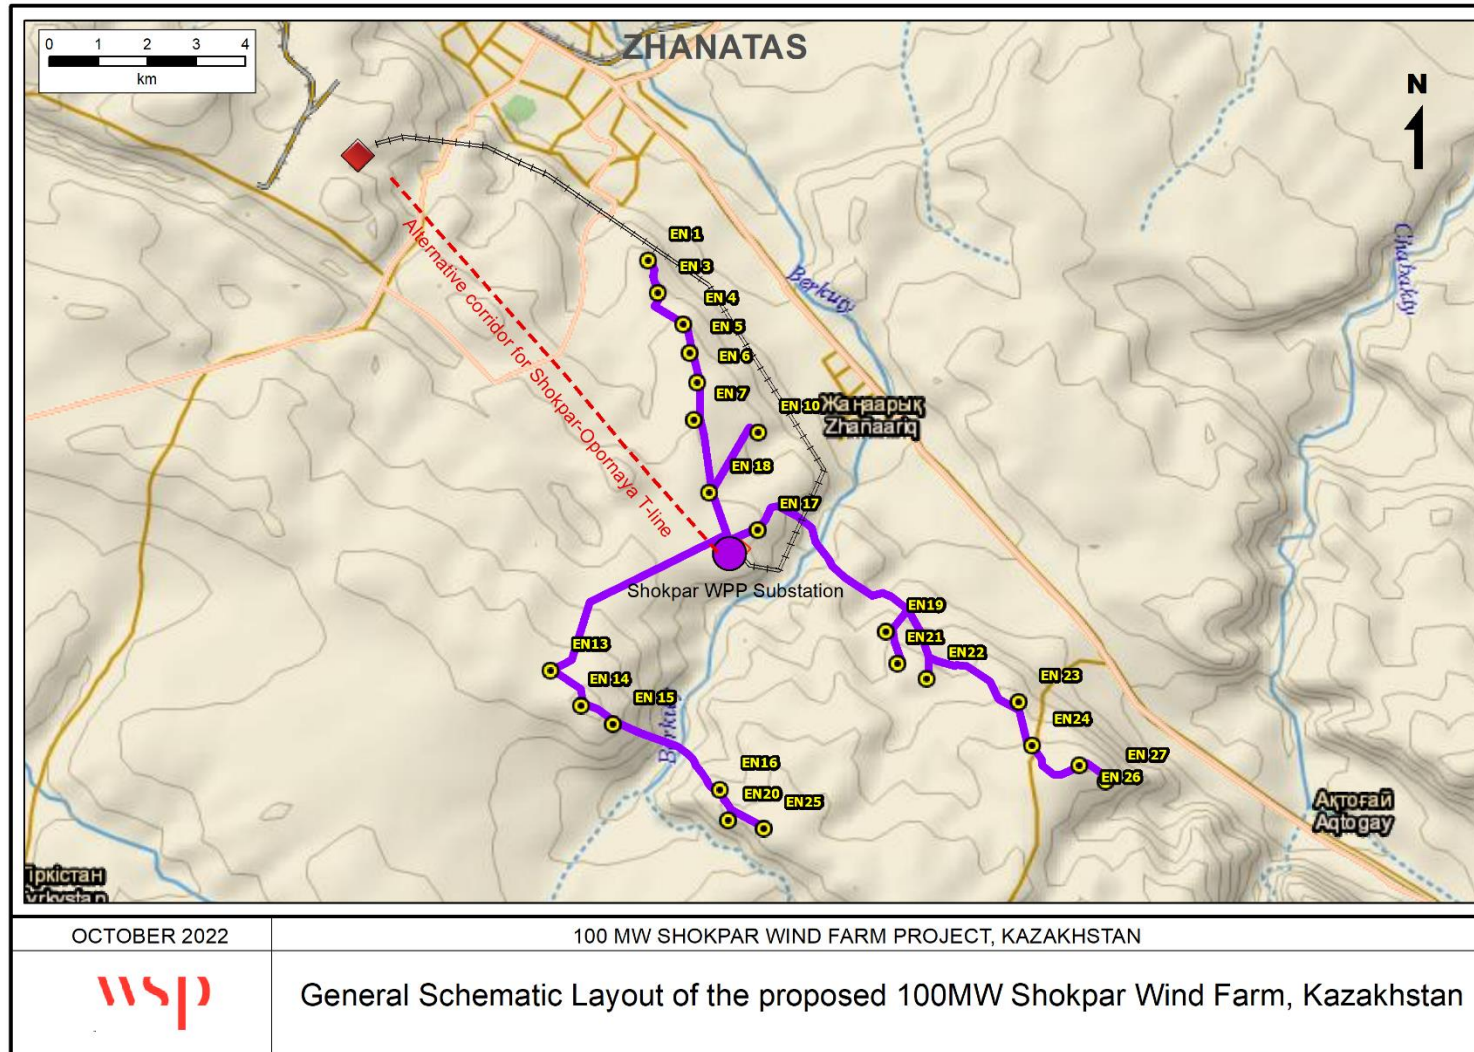 0 1 2 3 4
km
ZHANATAS
N
Chabakty
EN 1
EN 3
Berkuty
EN 4
EN 5
EN 6
EN 7
EN 10
Жаңаарық
Zhanaariq
Alternative corridor for Shokpar-Opornaya T-line
EN 18
EN 17
Shokpar WPP Substation
EN19
EN21
EN22
EN13
EN 14
EN 15
EN 23
EN24
EN 27
EN 26
EN16
EN20
EN25
Ақтоғай
Aqtogay
іркістан
OCTOBER 2022
100 MW SHOKPAR WIND FARM PROJECT, KAZAKHSTAN
wsp
General Schematic Layout of the proposed 100MW Shokpar Wind Farm, Kazakhstan